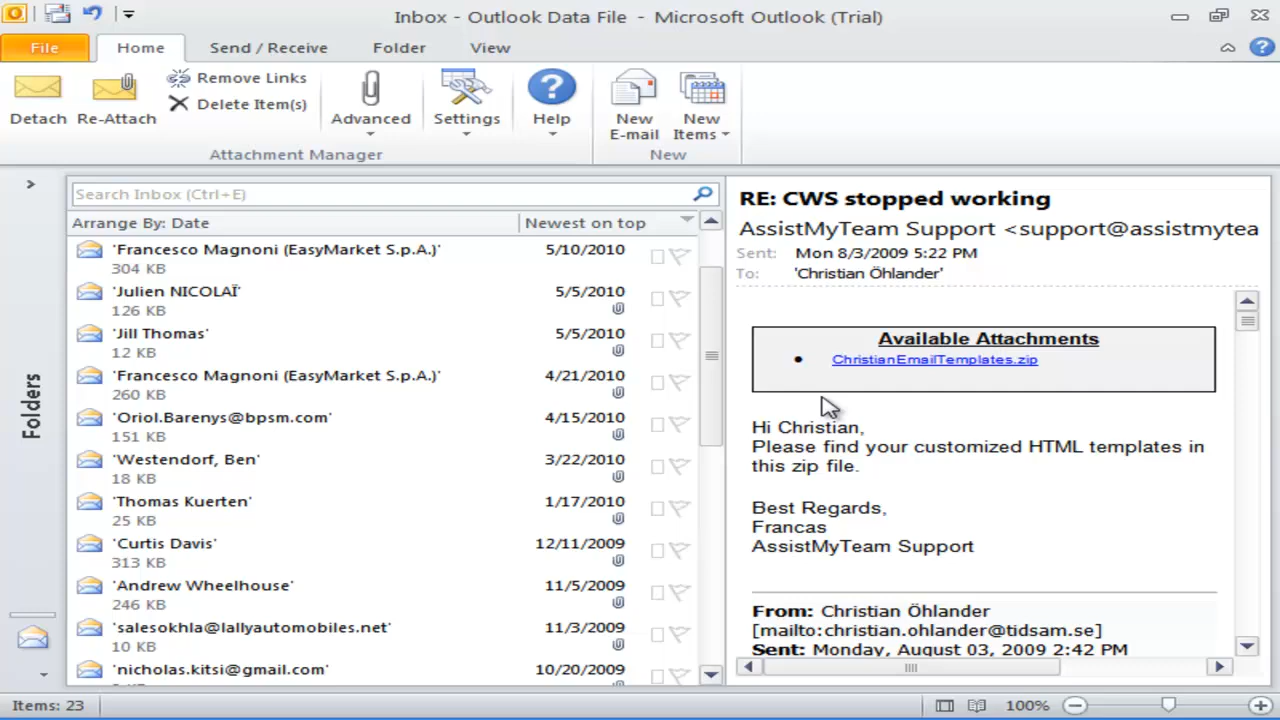 Inbox - Outlook Data File - Microsoft Outlook (Trial)
File Home Send / Receive Folder View
Detach
Re-Attach
Remove Links
Delete Item(s)
Advanced
Settings
Help
Attachment Manager
New E-mail
New Items
New
Folders
Search Inbox (Ctrl+E)
Arrange By: Date Newest on top
'Francesco Magnoni (EasyMarket S.p.A.)' 5/10/2010
304 KB
'Julien NICOLAÏ' 5/5/2010
126 KB
'Jill Thomas' 5/5/2010
12 KB
'Francesco Magnoni (EasyMarket S.p.A.)' 4/21/2010
260 KB
'Oriol.Barenys@bpsm.com' 4/15/2010
151 KB
'Westendorf, Ben' 3/22/2010
18 KB
'Thomas Kuerten' 1/17/2010
25 KB
'Curtis Davis' 12/11/2009
313 KB
'Andrew Wheelhouse' 11/5/2009
246 KB
'salesokhla@lallyautomobiles.net' 11/3/2009
10 KB
'nicholas.kitsi@gmail.com' 10/20/2009
RE: CWS stopped working
AssistMyTeam Support <support@assistmytea
Sent: Mon 8/3/2009 5:22 PM
To: 'Christian Öhlander'
Available Attachments
• ChristianEmailTemplates.zip
Hi Christian,
Please find your customized HTML templates in
this zip file.
Best Regards,
Francas
AssistMyTeam Support
From: Christian Öhlander
[mailto:christian.ohlander@tidsam.se]
Sent: Monday, August 03, 2009 2:42 PM
Items: 23
100%